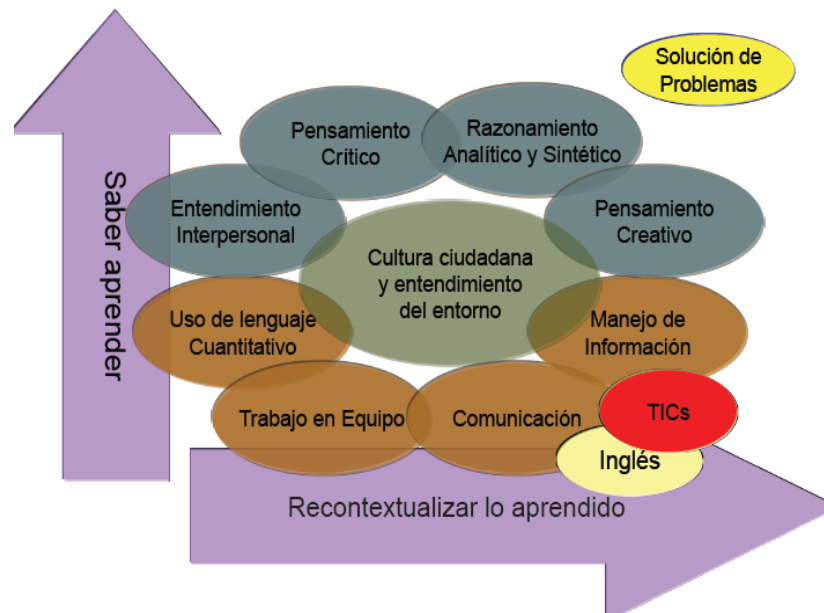 Solución de
Problemas
Pensamiento
Crítico
Razonamiento
Analítico y Sintético
Entendimiento
Interpersonal
Pensamiento
Creativo
Cultura ciudadana
y entendimiento
del entorno
Saber aprender
Uso de lenguaje
Cuantitativo
Manejo de
Información
Trabajo en Equipo
Comunicación
TICs
Inglés
Recontextualizar lo aprendido